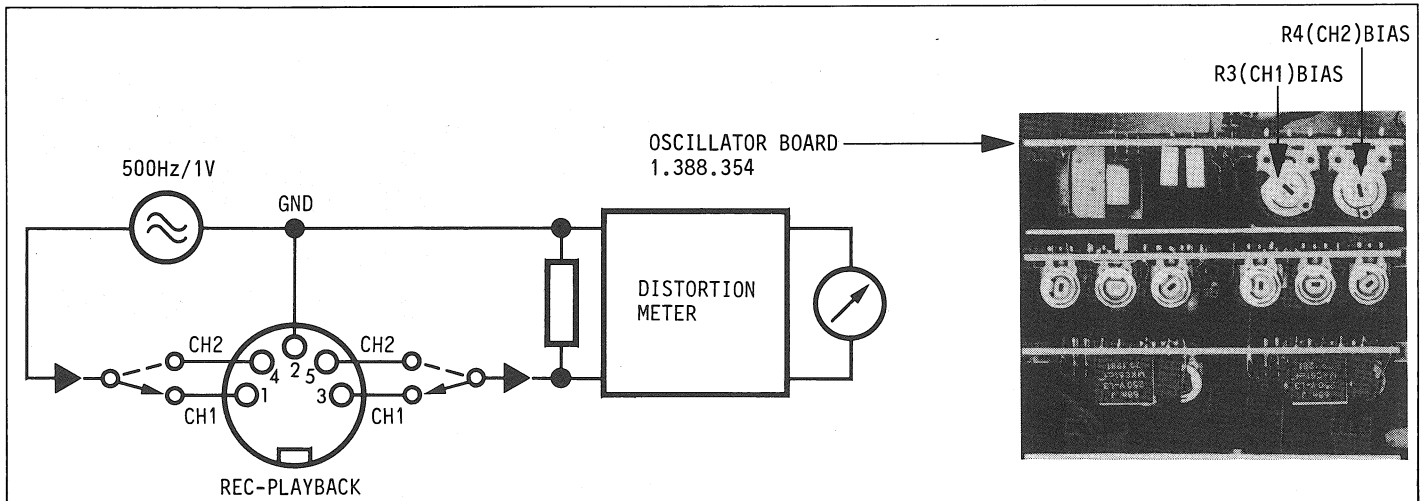 R4(CH2)BIAS
R3(CH1)BIAS
OSCILLATOR BOARD
1.388.354
500Hz/1V
GND
DISTORTION
METER
CH2
CH2
4
2
5
1
3
CH1
CH1
REC-PLAYBACK